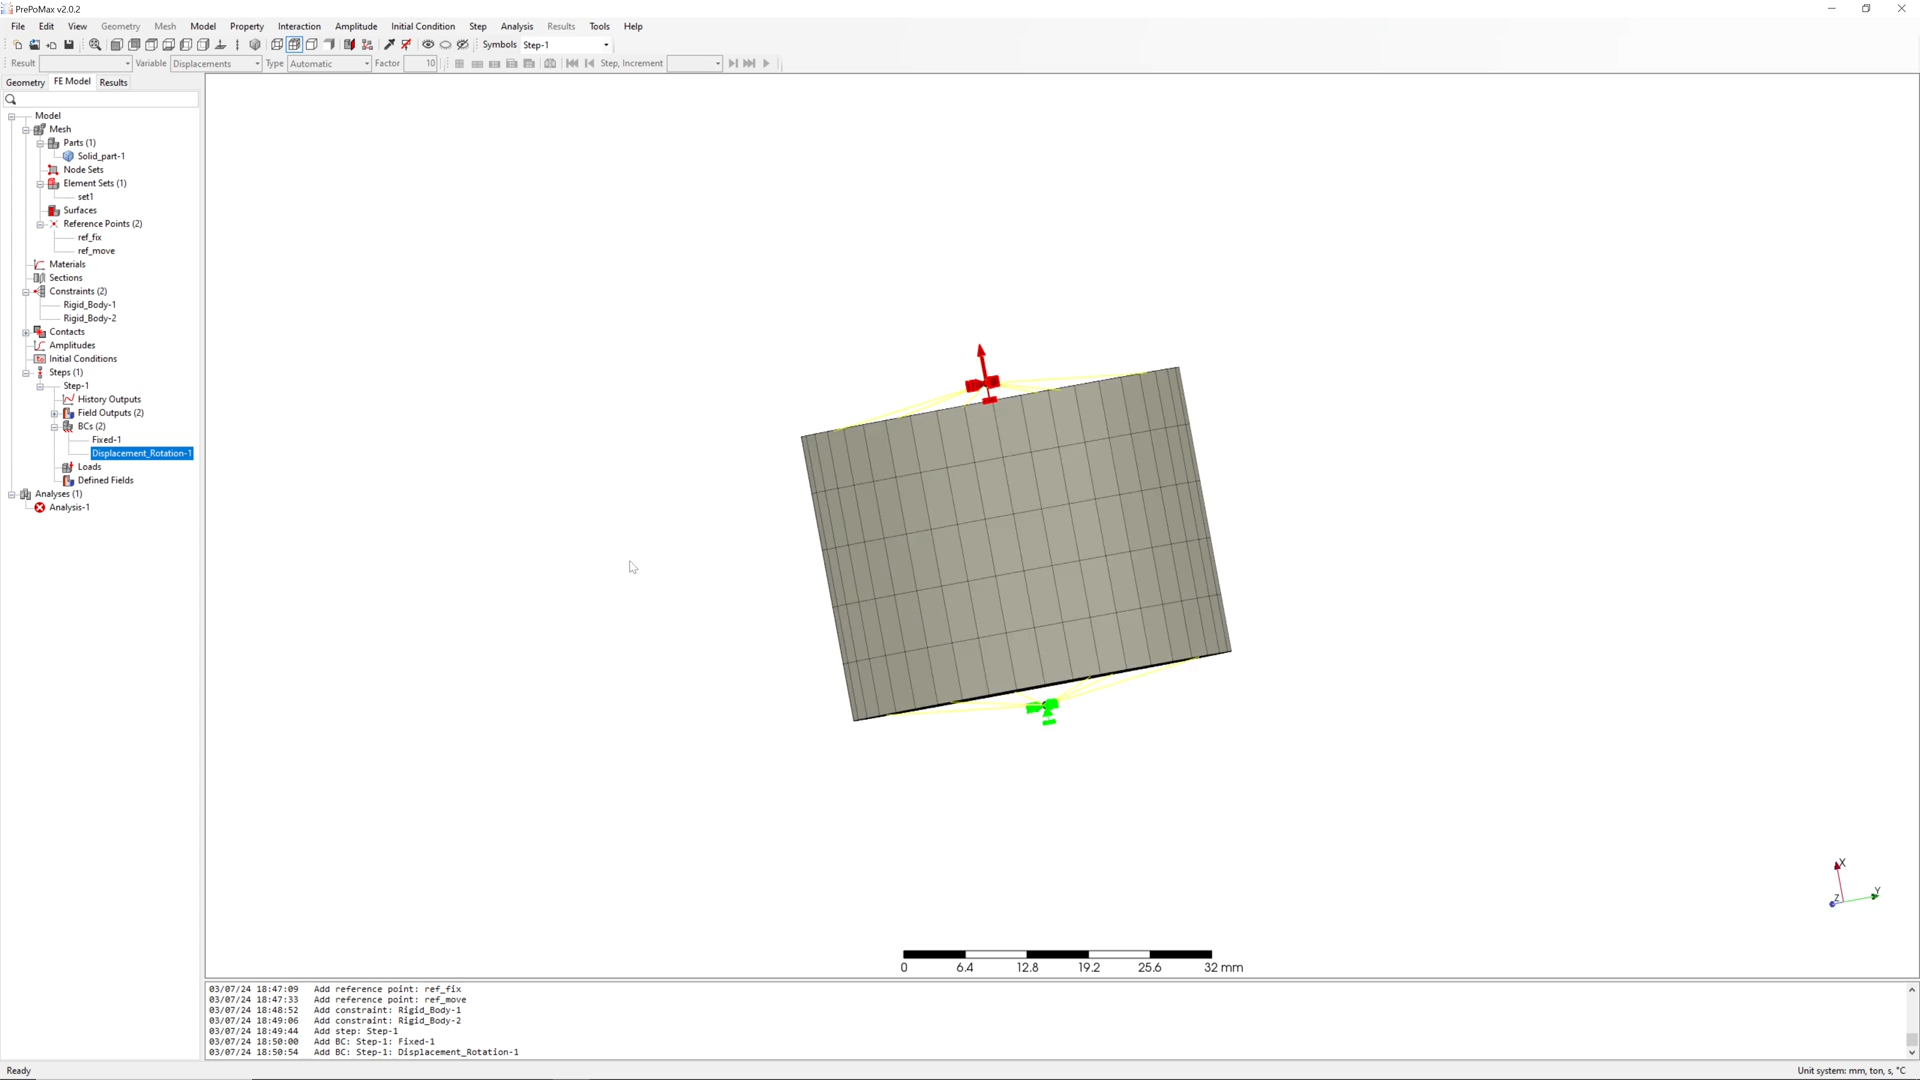 PrePoMax v2.0.2
File Edit View Geometry Mesh Model Property Interaction Amplitude Initial Condition Step Analysis Results Tools Help
Symbols Step-1
Result Variable Displacements Type Automatic Factor 10 Step, Increment
Geometry FE Model Results
Model
Mesh
Parts (1)
Solid_part-1
Node Sets
Element Sets (1)
set1
Surfaces
Reference Points (2)
ref_fix
ref_move
Materials
Sections
Constraints (2)
Rigid_Body-1
Rigid_Body-2
Contacts
Amplitudes
Initial Conditions
Steps (1)
Step-1
History Outputs
Field Outputs (2)
BCs (2)
Fixed-1
Displacement_Rotation-1
Loads
Defined Fields
Analyses (1)
Analysis-1
X
Y
Z
0 6.4 12.8 19.2 25.6 32 mm
03/07/24 18:47:09 Add reference point: ref_fix
03/07/24 18:47:33 Add reference point: ref_move
03/07/24 18:48:52 Add constraint: Rigid_Body-1
03/07/24 18:49:06 Add constraint: Rigid_Body-2
03/07/24 18:49:44 Add step: Step-1
03/07/24 18:50:00 Add BC: Step-1: Fixed-1
03/07/24 18:50:54 Add BC: Step-1: Displacement_Rotation-1
Ready Unit system: mm, ton, s, °C